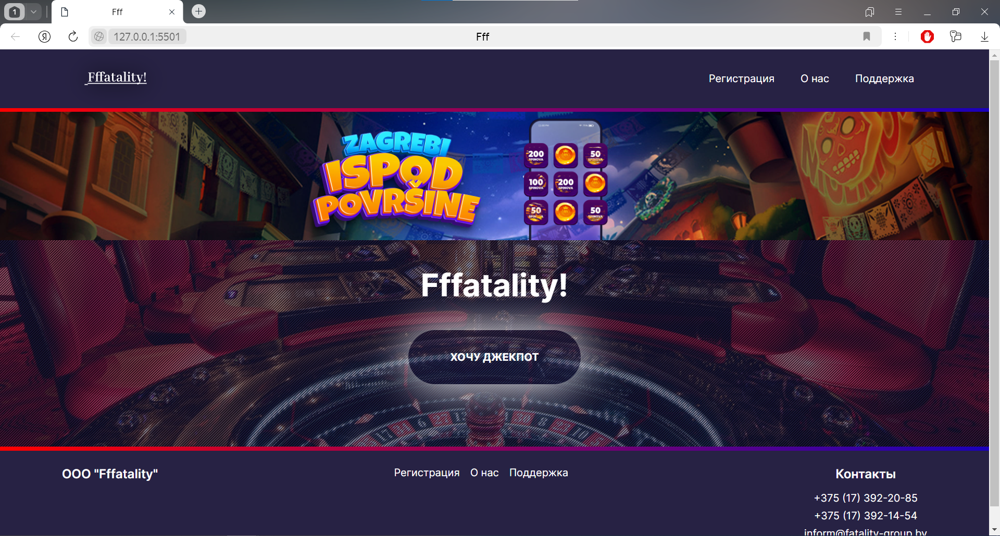 1
Fff
127.0.0.1:5501
Fff
Fffatality!
Регистрация О нас Поддержка
ZAGREBI
ISPOD
POVRŠINE
200 SPINOVA
50 SPINOVA
100 SPINOVA
200 SPINOVA
50 SPINOVA
50 SPINOVA
Fffatality!
ХОЧУ ДЖЕКПОТ
ООО "Fffatality"
Регистрация О нас Поддержка
Контакты
+375 (17) 392-20-85
+375 (17) 392-14-54
inform@fatality-group.by